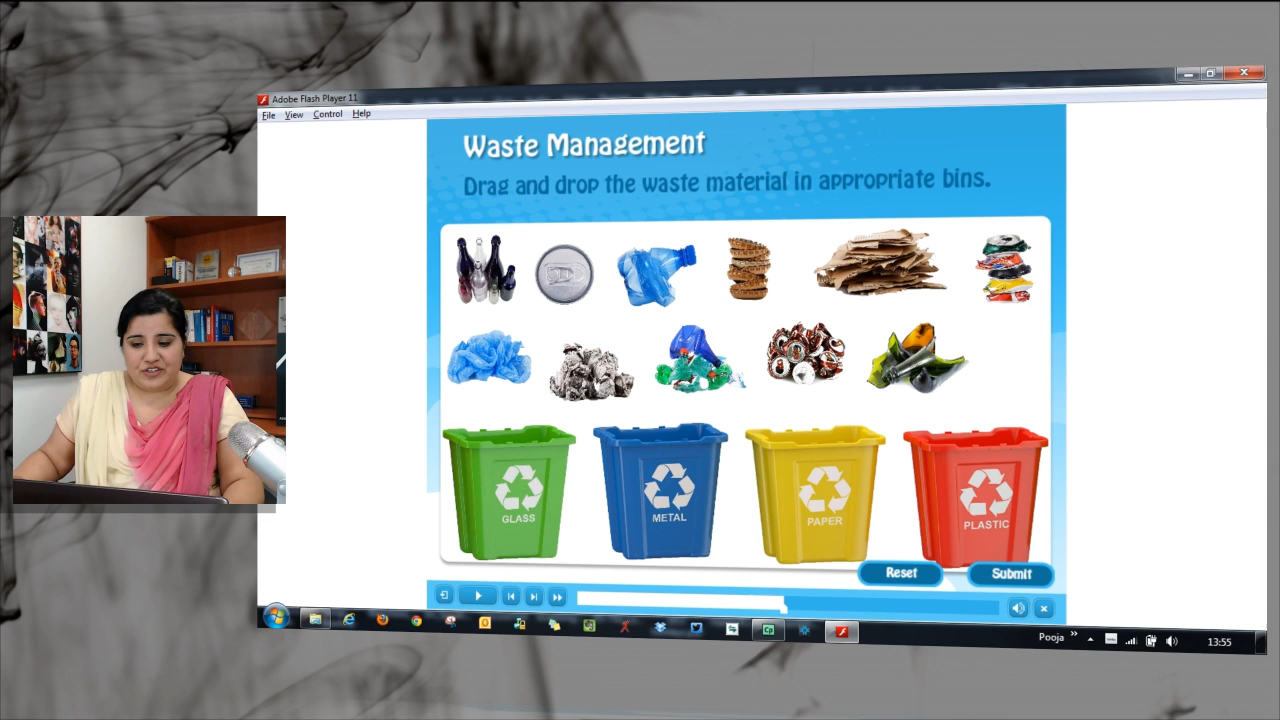 Adobe Flash Player 11
File View Control Help
Waste Management
Drag and drop the waste material in appropriate bins.
GLASS
METAL
PAPER
PLASTIC
Reset
Submit
Pooja
13:55